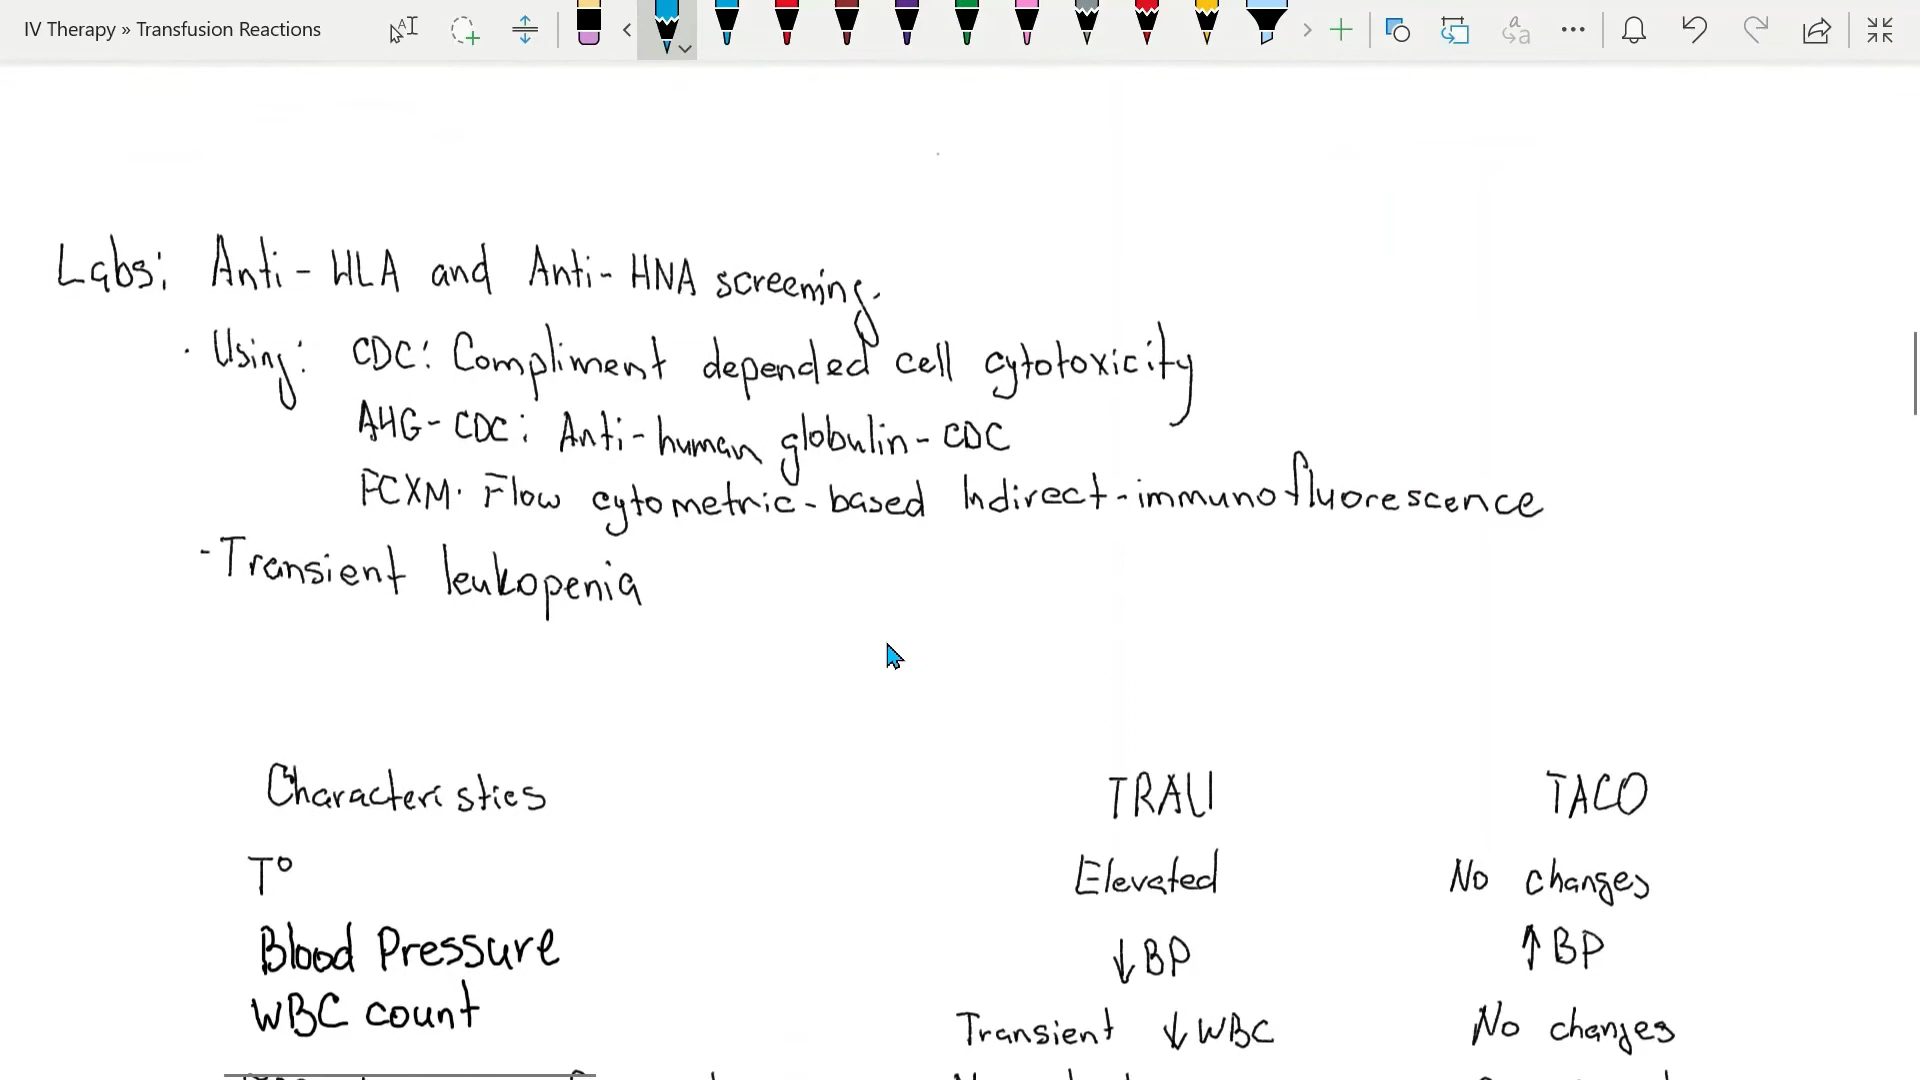 IV Therapy » Transfusion Reactions
Labs: Anti-HLA and Anti-HNA screening.
· Using: CDC: Compliment depended cell cytotoxicity
AHG-CDC: Anti-human globulin-CDC
FCXM. Flow cytometric-based Indirect-immunofluorescence
-Transient leukopenia
Characteristics TRALI TACO
T° Elevated No changes
Blood Pressure ↓BP ↑BP
WBC count Transient ↓WBC No changes